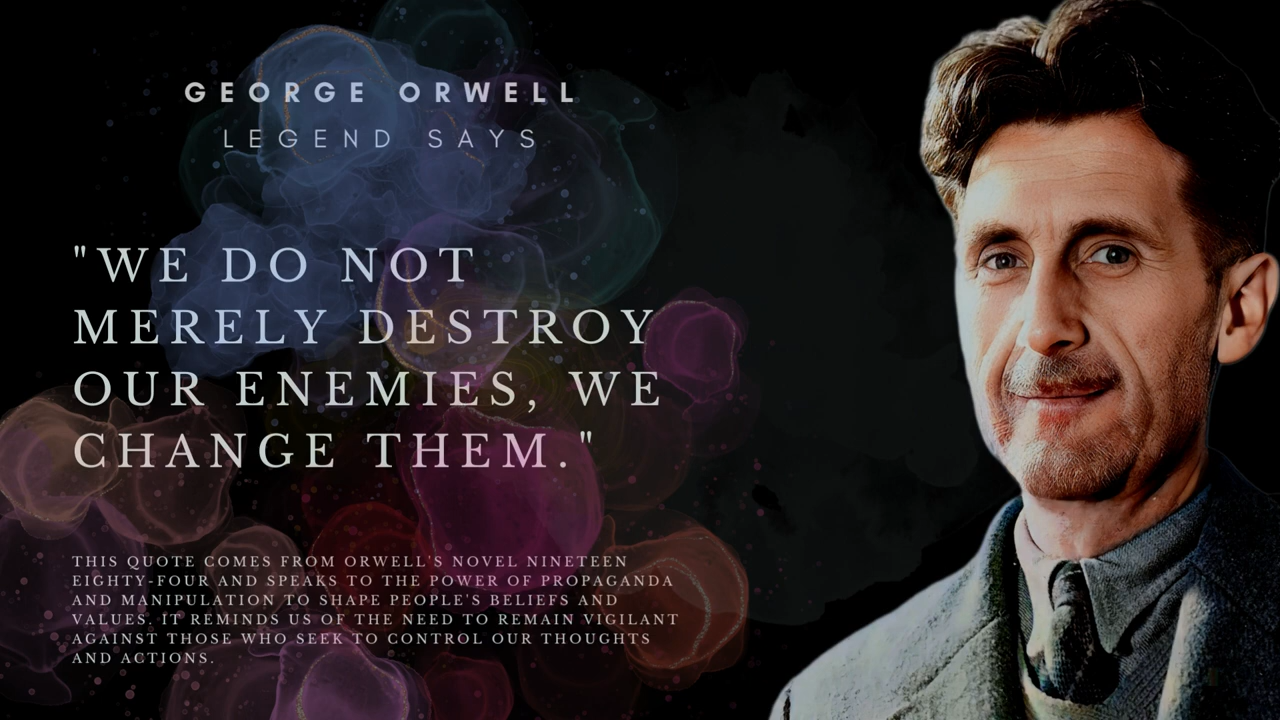 GEORGE ORWELL
LEGEND SAYS
"WE DO NOT
MERELY DESTROY
OUR ENEMIES, WE
CHANGE THEM."
THIS QUOTE COMES FROM ORWELL'S NOVEL NINETEEN
EIGHTY-FOUR AND SPEAKS TO THE POWER OF PROPAGANDA
AND MANIPULATION TO SHAPE PEOPLE'S BELIEFS AND
VALUES. IT REMINDS US OF THE NEED TO REMAIN VIGILANT
AGAINST THOSE WHO SEEK TO CONTROL OUR THOUGHTS
AND ACTIONS.